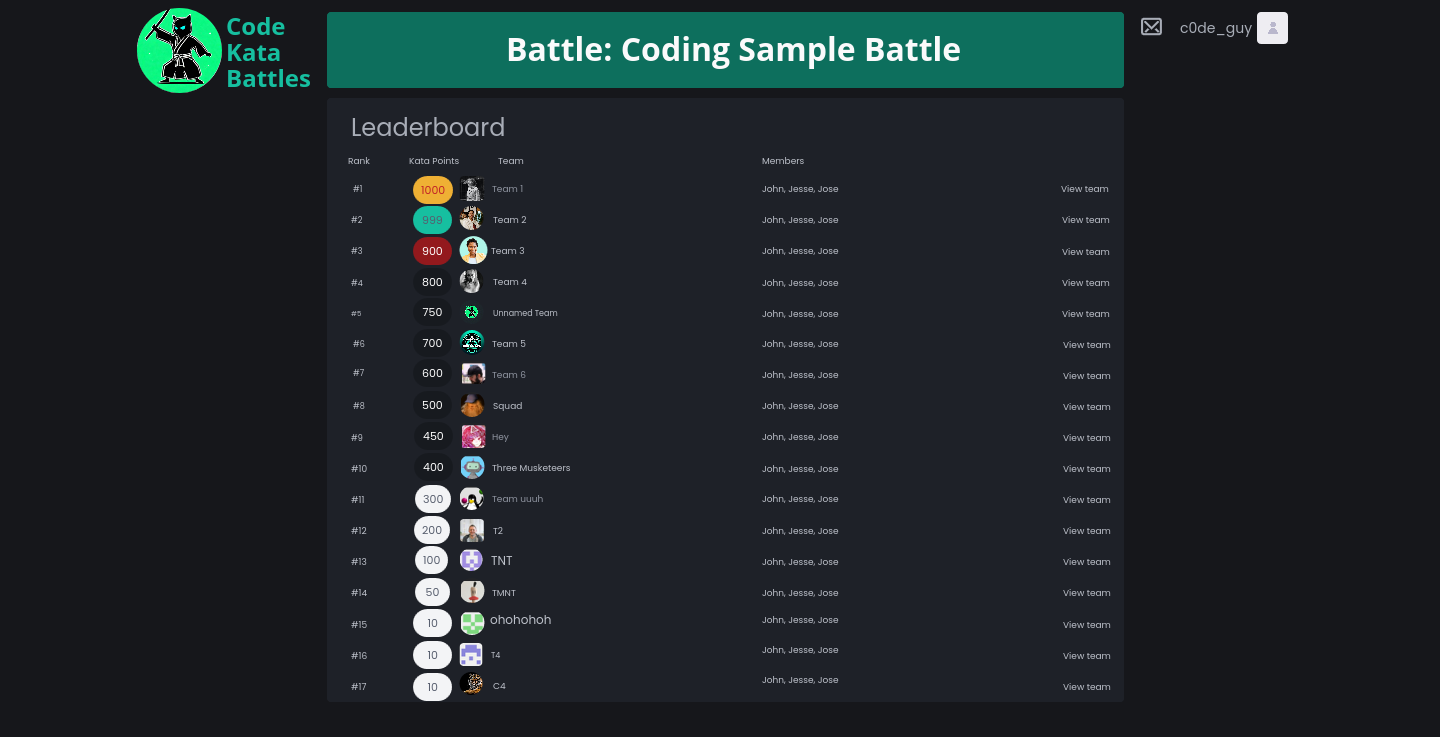 Code
Kata
Battles
Battle: Coding Sample Battle
c0de_guy
Leaderboard
Rank Kata Points Team Members
#1 1000 Team 1 John, Jesse, Jose View team
#2 999 Team 2 John, Jesse, Jose View team
#3 900 Team 3 John, Jesse, Jose View team
#4 800 Team 4 John, Jesse, Jose View team
#5 750 Unnamed Team John, Jesse, Jose View team
#6 700 Team 5 John, Jesse, Jose View team
#7 600 Team 6 John, Jesse, Jose View team
#8 500 Squad John, Jesse, Jose View team
#9 450 Hey John, Jesse, Jose View team
#10 400 Three Musketeers John, Jesse, Jose View team
#11 300 Team uuuh John, Jesse, Jose View team
#12 200 T2 John, Jesse, Jose View team
#13 100 TNT John, Jesse, Jose View team
#14 50 TMNT John, Jesse, Jose View team
#15 10 ohohohoh John, Jesse, Jose View team
#16 10 T4 John, Jesse, Jose View team
#17 10 C4 John, Jesse, Jose View team